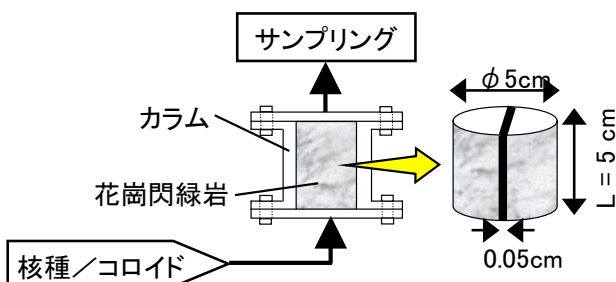 サンプリング
カラム
花崗閃緑岩
核種／コロイド
φ5cm
L = 5 cm
0.05cm